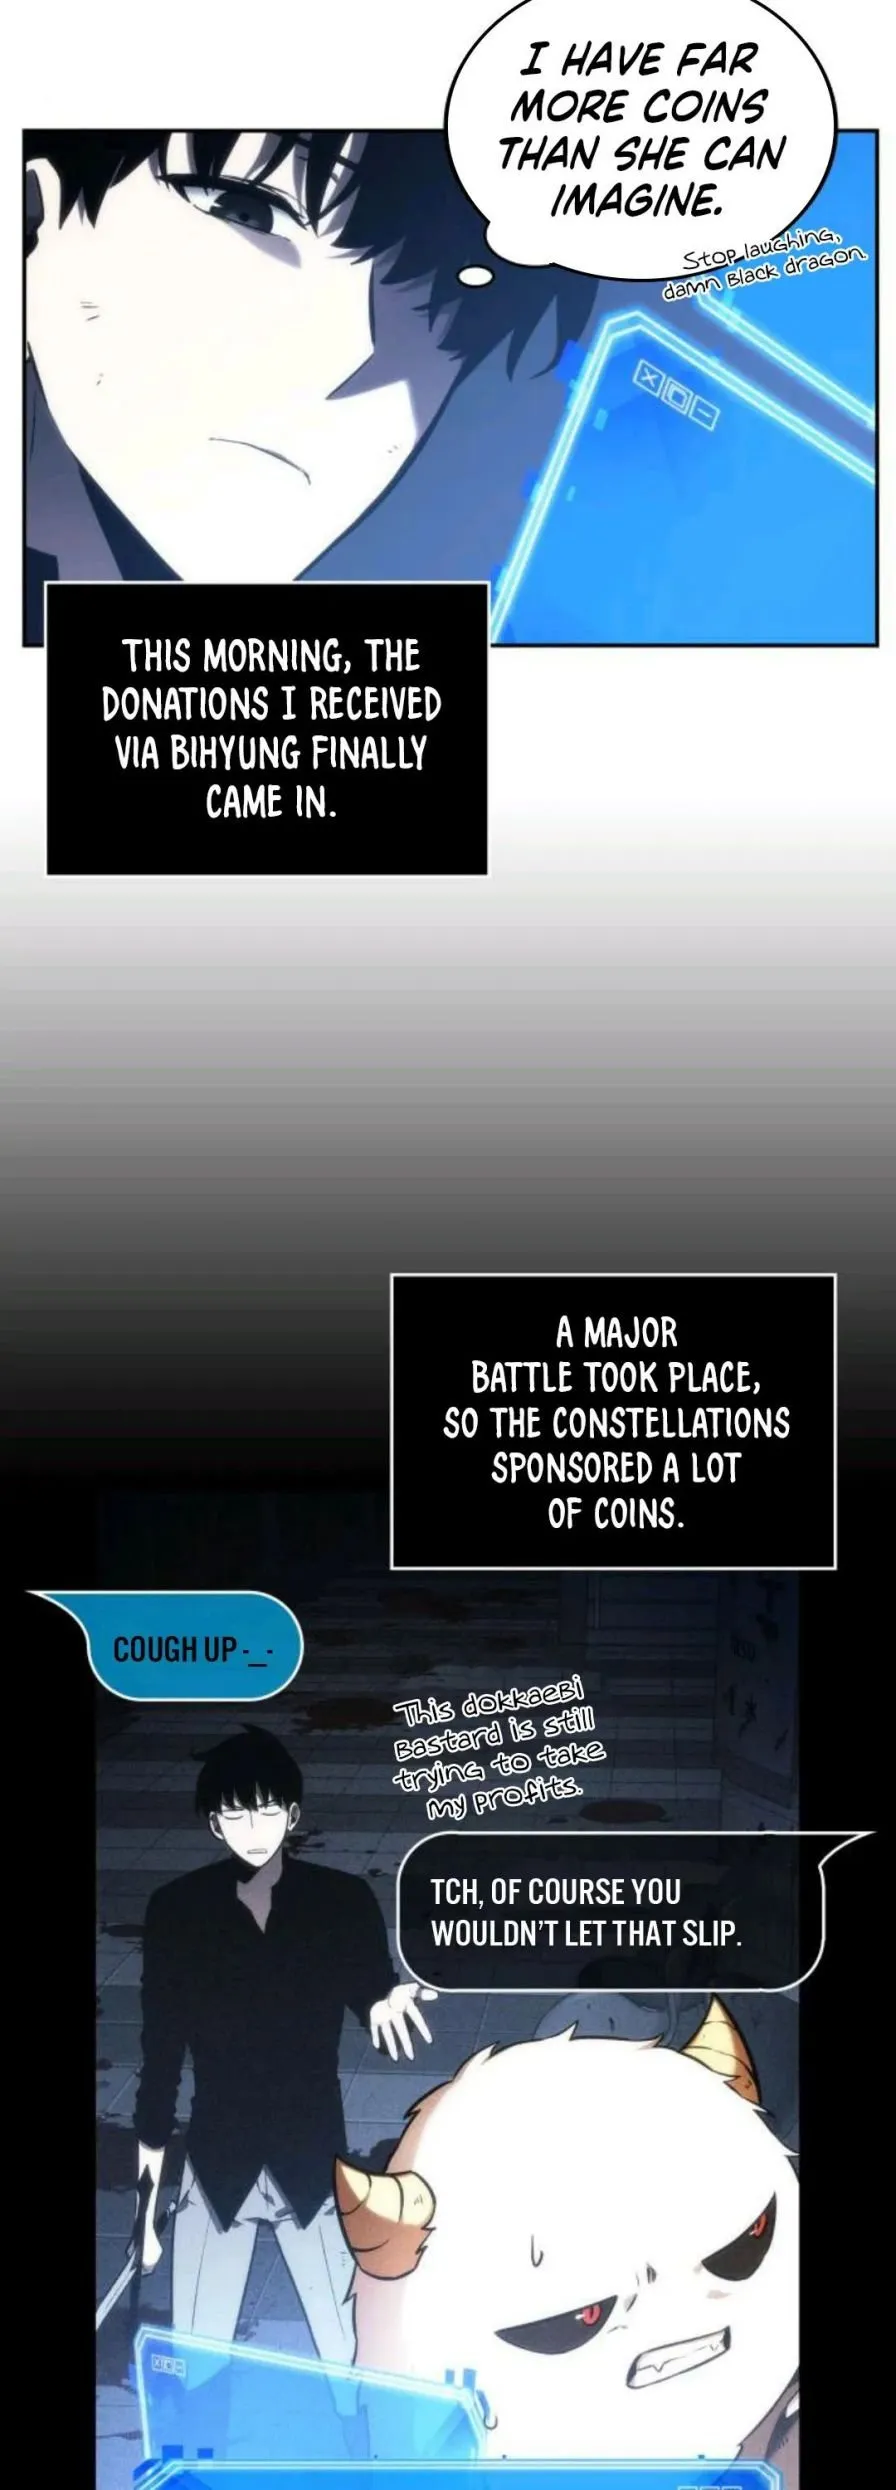 I HAVE FAR
MORE COINS
THAN SHE CAN
IMAGINE.
Stop laughing,
damn Black dragon.
THIS MORNING, THE
DONATIONS I RECEIVED
VIA BIHYUNG FINALLY
CAME IN.
A MAJOR
BATTLE TOOK PLACE,
SO THE CONSTELLATIONS
SPONSORED A LOT
OF COINS.
COUGH UP -_-
This dokkaebi
Bastard is still
trying to take
my profits.
TCH, OF COURSE YOU
WOULDN'T LET THAT SLIP.